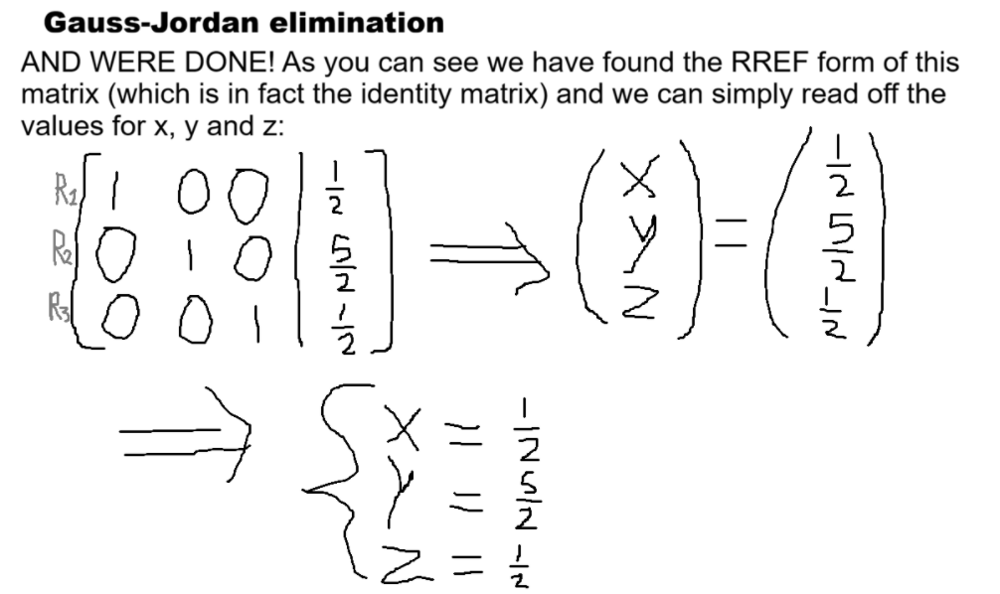 Gauss-Jordan elimination
AND WERE DONE! As you can see we have found the RREF form of this
matrix (which is in fact the identity matrix) and we can simply read off the
values for x, y and z:
R1 [ 1 0 0 | 1/2 ]
R2 [ 0 1 0 | 5/2 ]
R3 [ 0 0 1 | 1/2 ]
⟹ ( x y z ) = ( 1/2 5/2 1/2 )
⟹ { x = 1/2
y = 5/2
z = 1/2